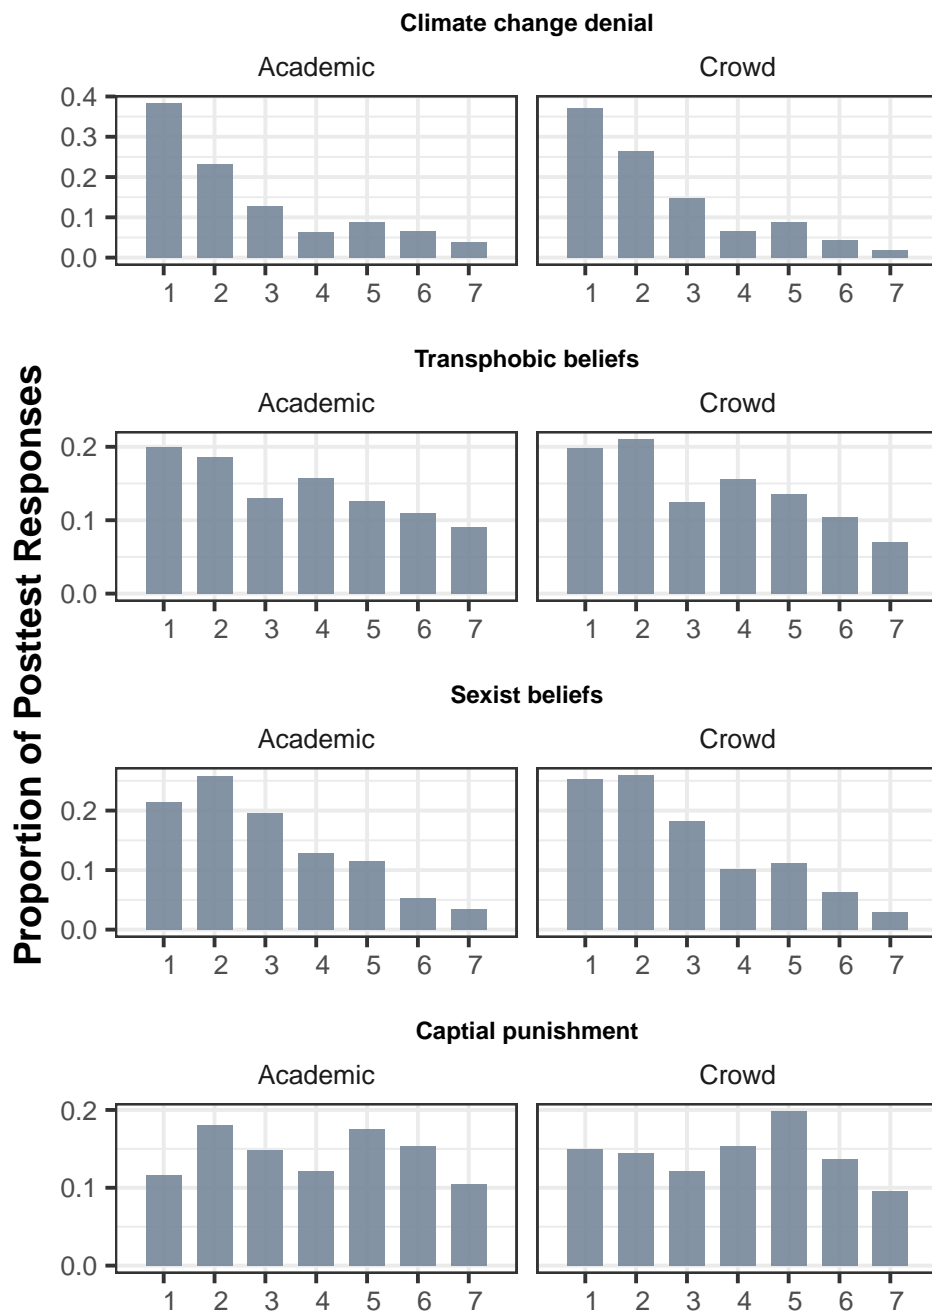 Climate change denial
Academic Crowd
0.4
0.3
0.2
0.1
0.0
1 2 3 4 5 6 7 1 2 3 4 5 6 7
Proportion of Posttest Responses
Transphobic beliefs
Academic Crowd
0.2
0.1
0.0
1 2 3 4 5 6 7 1 2 3 4 5 6 7
Sexist beliefs
Academic Crowd
0.2
0.1
0.0
1 2 3 4 5 6 7 1 2 3 4 5 6 7
Captial punishment
Academic Crowd
0.2
0.1
0.0
1 2 3 4 5 6 7 1 2 3 4 5 6 7